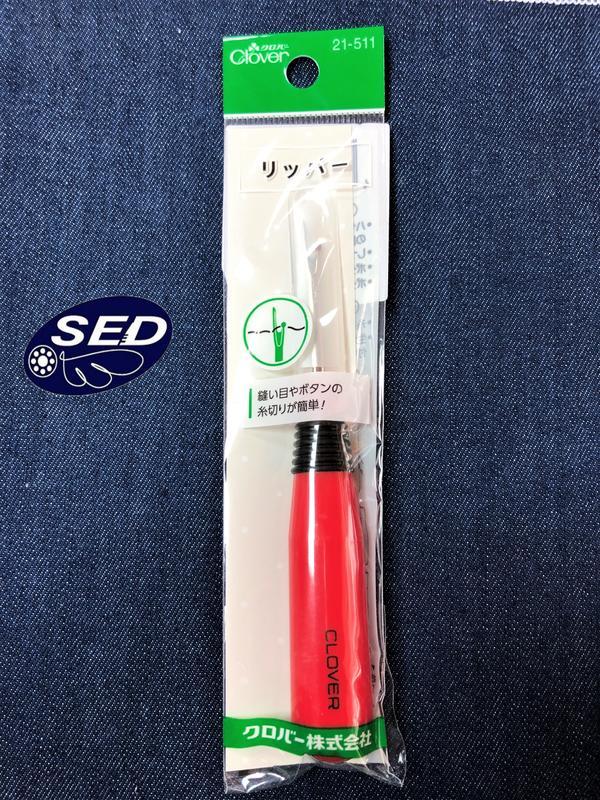 クロバー
Clover
21-511
リッパー
SED
縫い目やボタンの
糸切りが簡単!
CLOVER
クロバー株式会社